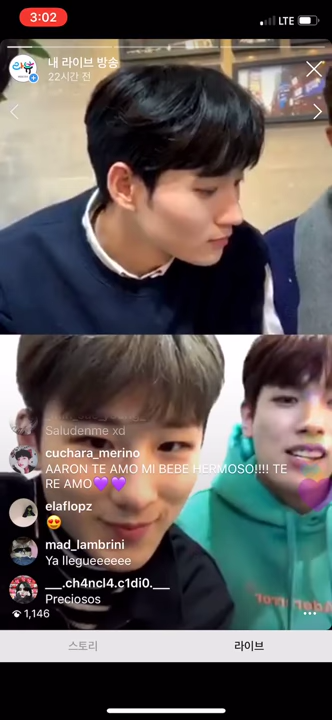 3:02
LTE
내 라이브 방송
22시간 전
Saludenme xd
cuchara_merino
AARON TE AMO MI BEBE HERMOSO!!!! TE
RE AMO💜💜
elaflopz
😍
mad_lambrini
Ya llegueeeeee
___.ch4ncl4.c1di0.___
Preciosos
1,146
스토리
라이브